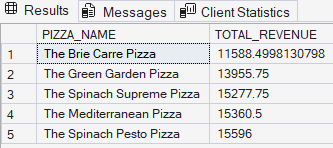 Results Messages Client Statistics
PIZZA_NAME TOTAL_REVENUE
1 The Brie Carre Pizza 11588.4998130798
2 The Green Garden Pizza 13955.75
3 The Spinach Supreme Pizza 15277.75
4 The Mediterranean Pizza 15360.5
5 The Spinach Pesto Pizza 15596